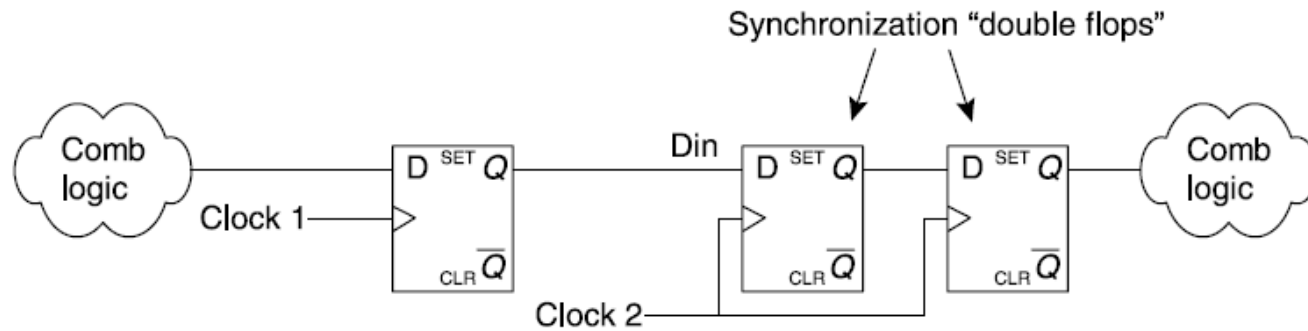 Synchronization “double flops”
Comb
logic
Clock 1
D SET Q
CLR Q̅
Din
D SET Q
CLR Q̅
D SET Q
CLR Q̅
Clock 2
Comb
logic